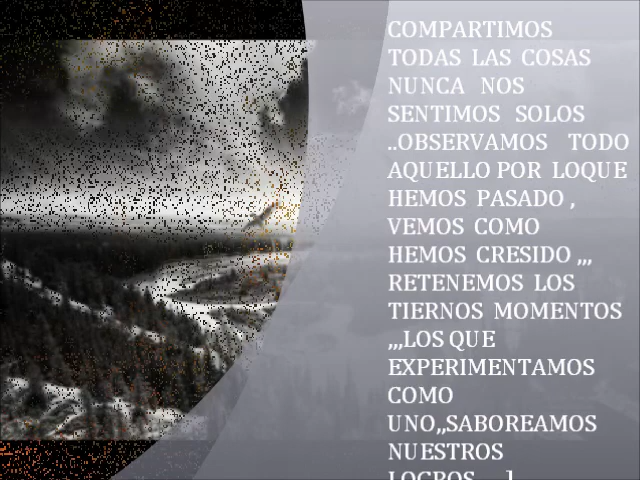 COMPARTIMOS
TODAS LAS COSAS
NUNCA NOS
SENTIMOS SOLOS
..OBSERVAMOS TODO
AQUELLO POR LOQUE
HEMOS PASADO ,
VEMOS COMO
HEMOS CRESIDO ,,,
RETENEMOS LOS
TIERNOS MOMENTOS
,,,LOS QUE
EXPERIMENTAMOS
COMO
UNO,,SABOREAMOS
NUESTROS